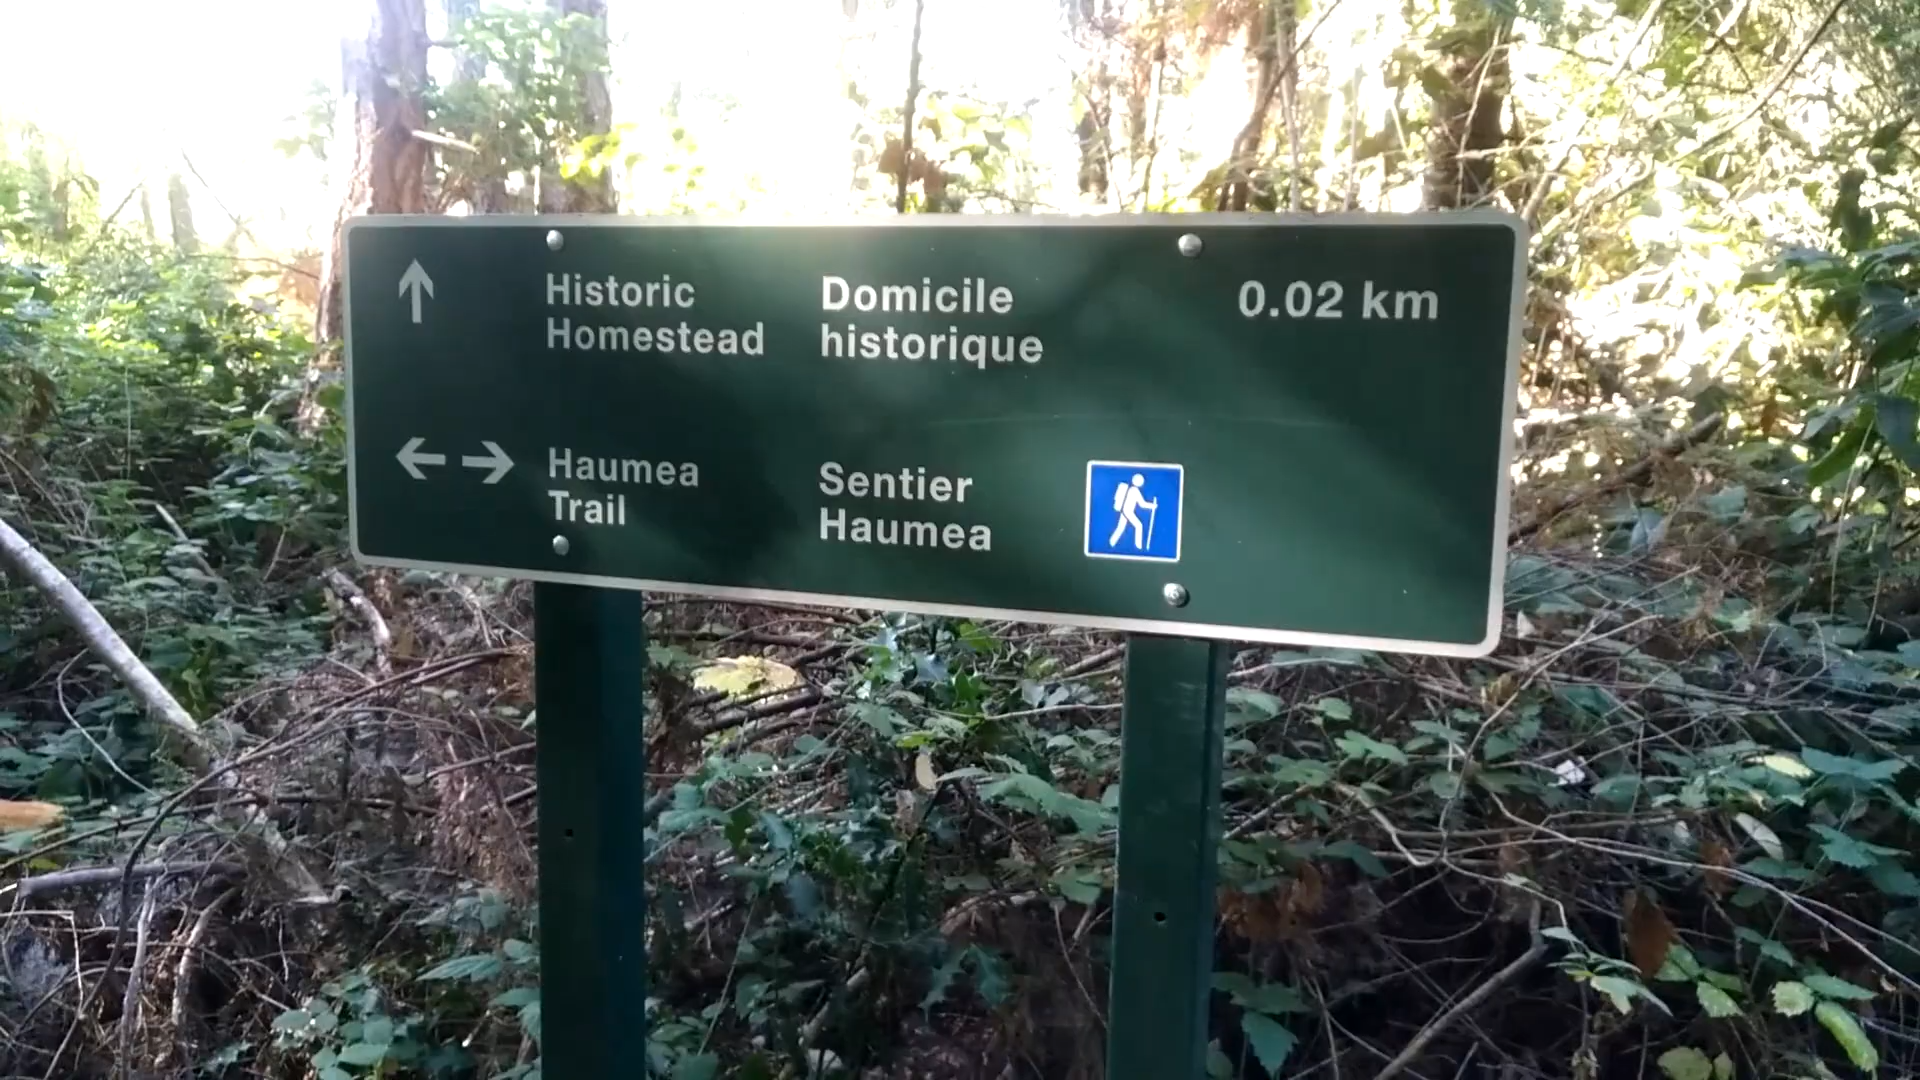 Historic
Homestead
Domicile
historique
0.02 km
Haumea
Trail
Sentier
Haumea